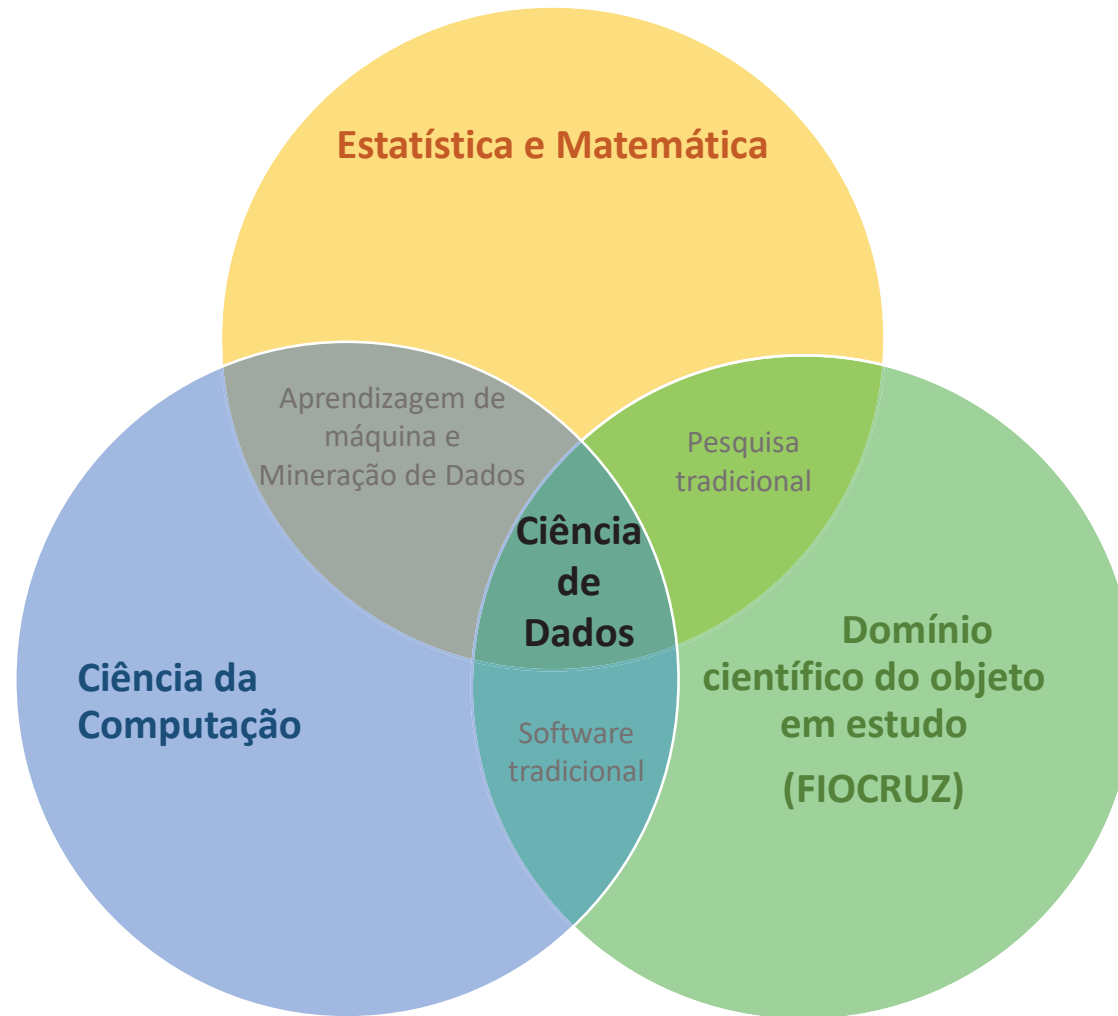 Estatística e Matemática
Aprendizagem de
máquina e
Mineração de Dados
Pesquisa
tradicional
Ciência
de
Dados
Ciência da
Computação
Domínio
científico do objeto
em estudo
(FIOCRUZ)
Software
tradicional